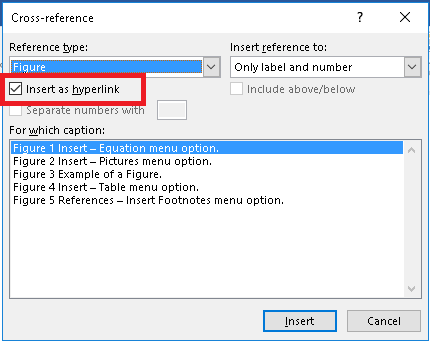 Cross-reference
Reference type:
Insert reference to:
Figure
Only label and number
Insert as hyperlink
Include above/below
Separate numbers with
For which caption:
Figure 1 Insert – Equation menu option.
Figure 2 Insert – Pictures menu option.
Figure 3 Example of a Figure.
Figure 4 Insert – Table menu option.
Figure 5 References – Insert Footnotes menu option.
Insert
Cancel